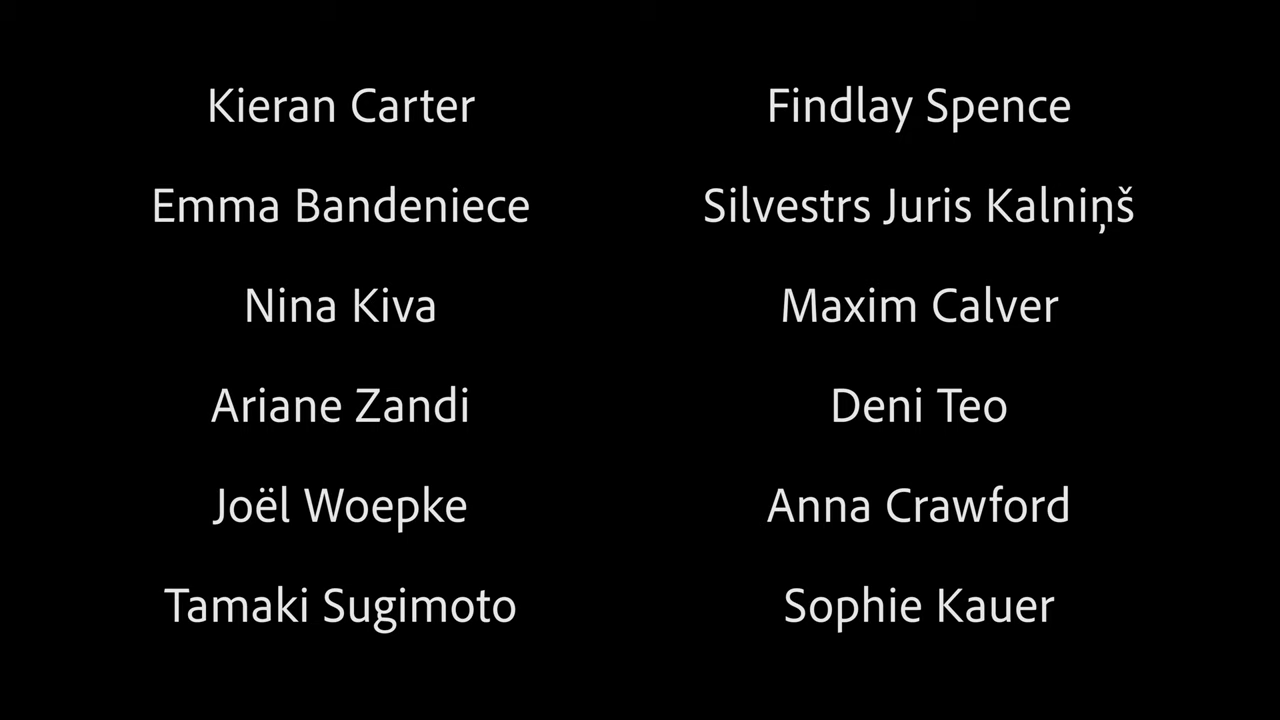 Kieran Carter
Findlay Spence
Emma Bandeniece
Silvestrs Juris Kalniņš
Nina Kiva
Maxim Calver
Ariane Zandi
Deni Teo
Joël Woepke
Anna Crawford
Tamaki Sugimoto
Sophie Kauer